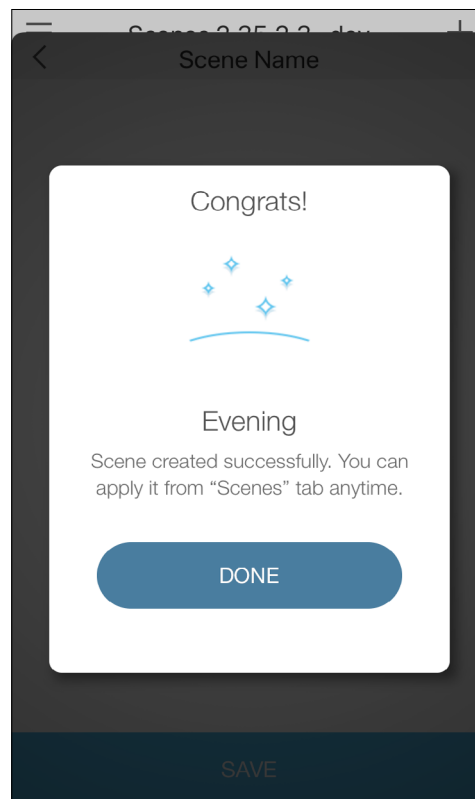 Scene Name
Congrats!
Evening
Scene created successfully. You can
apply it from “Scenes” tab anytime.
DONE
SAVE